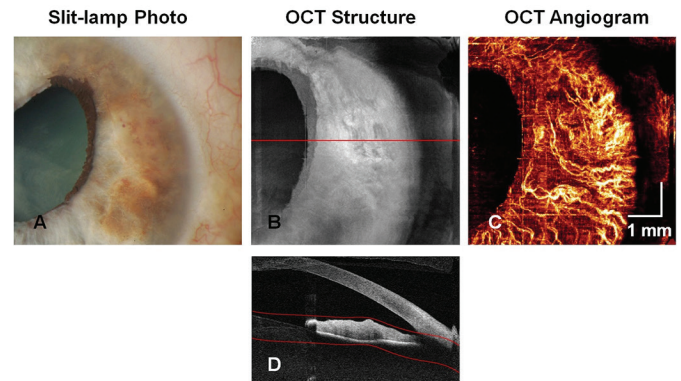 Slit-lamp Photo
OCT Structure
OCT Angiogram
A
B
C
1 mm
D